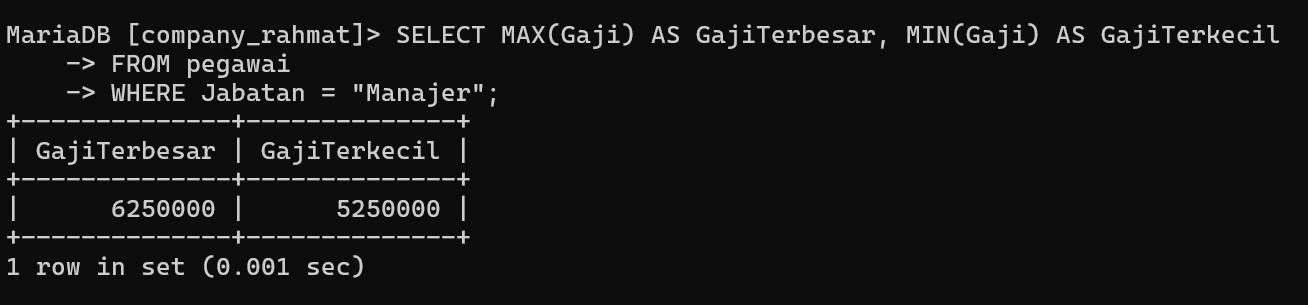 MariaDB [company_rahmat]> SELECT MAX(Gaji) AS GajiTerbesar, MIN(Gaji) AS GajiTerkecil
    -> FROM pegawai
    -> WHERE Jabatan = "Manajer";
+--------------+--------------+
| GajiTerbesar | GajiTerkecil |
+--------------+--------------+
|      6250000 |      5250000 |
+--------------+--------------+
1 row in set (0.001 sec)